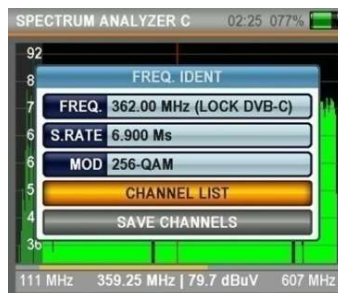 SPECTRUM ANALYZER C 02:25 077%
92
8
FREQ. IDENT
7 FREQ. 362.00 MHz (LOCK DVB-C)
6 S.RATE 6.900 Ms
6 MOD 256-QAM
5 CHANNEL LIST
4 SAVE CHANNELS
36
111 MHz 359.25 MHz | 79.7 dBuV 607 MHz